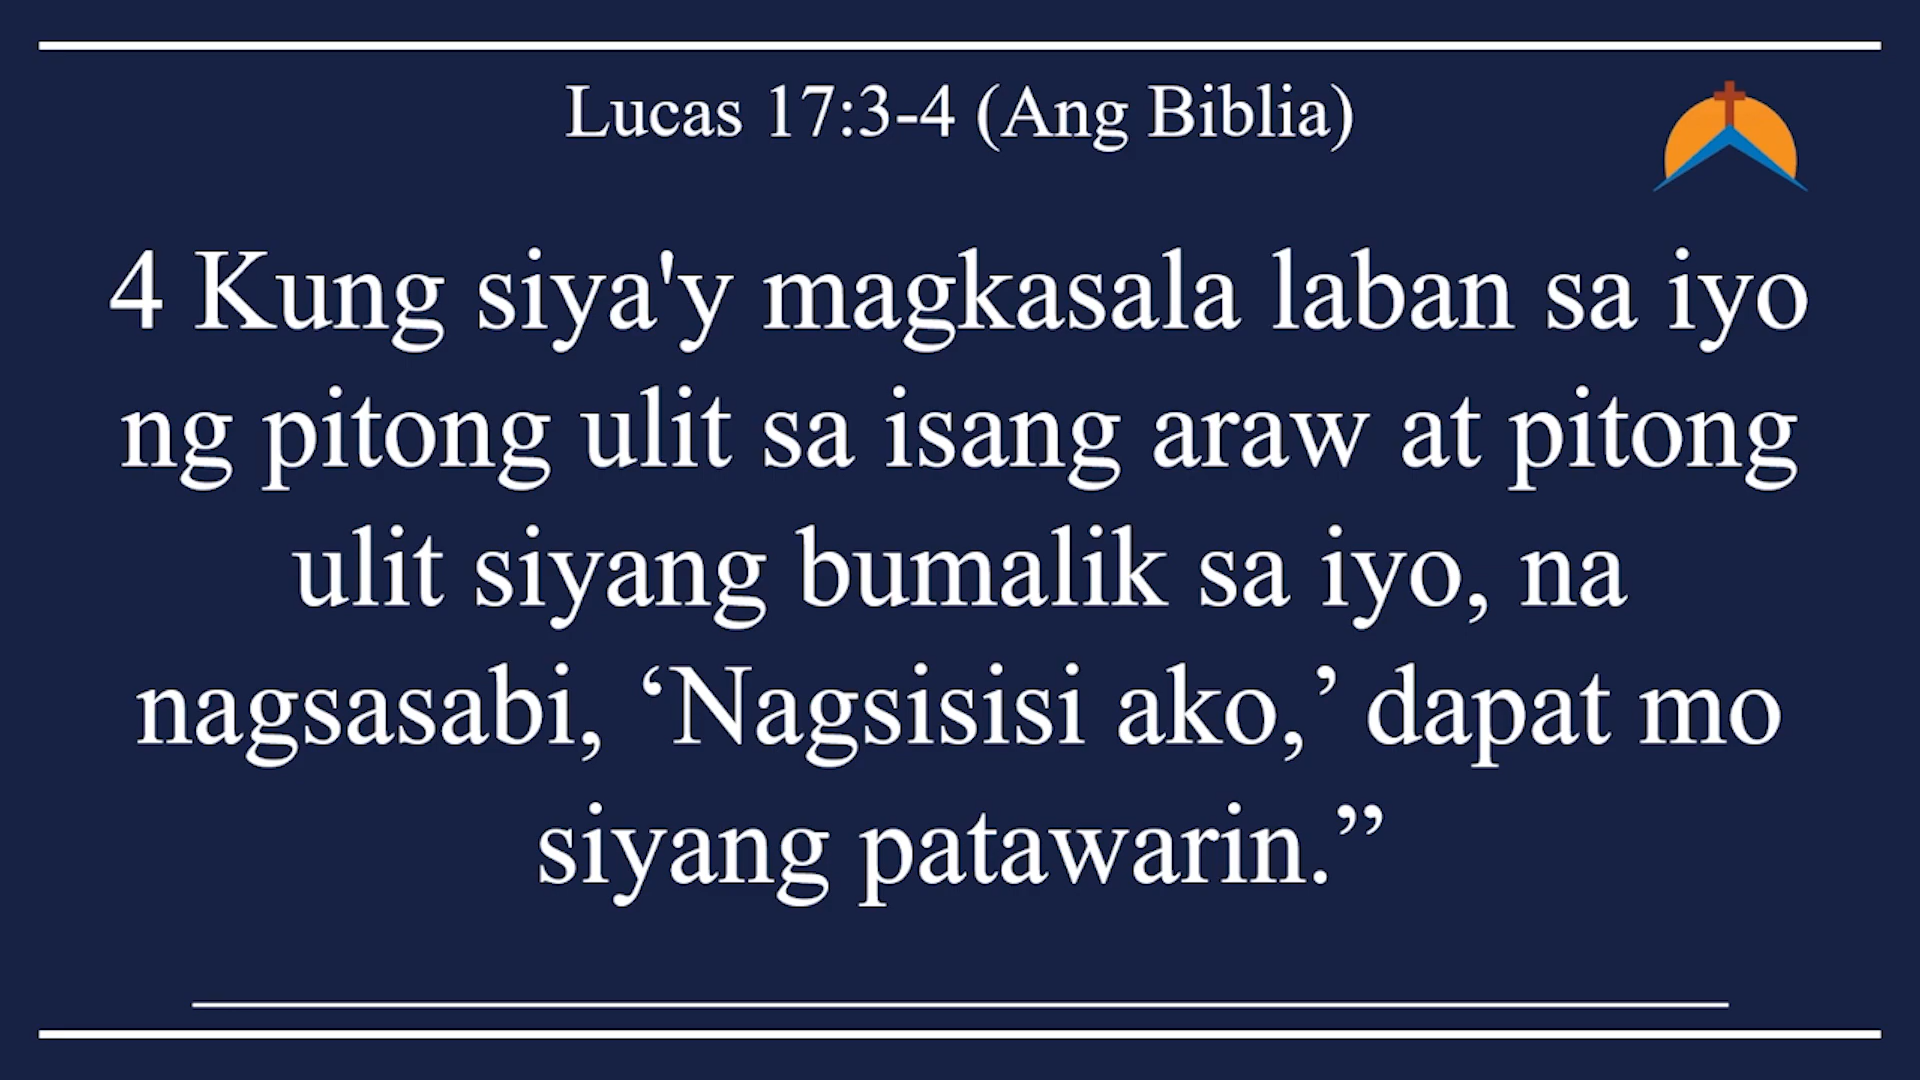 Lucas 17:3-4 (Ang Biblia)
4 Kung siya'y magkasala laban sa iyo
ng pitong ulit sa isang araw at pitong
ulit siyang bumalik sa iyo, na
nagsasabi, ‘Nagsisisi ako,’ dapat mo
siyang patawarin.”